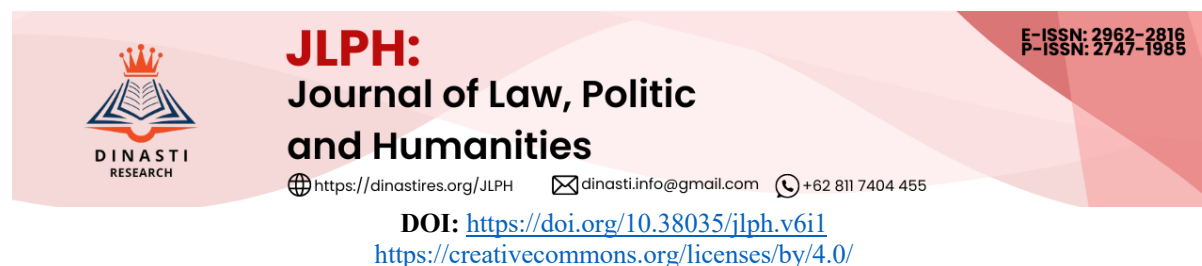 JLPH:
Journal of Law, Politic
and Humanities
DINASTI
RESEARCH
https://dinastires.org/JLPH dinasti.info@gmail.com +62 811 7404 455
E-ISSN: 2962-2816
P-ISSN: 2747-1985
DOI: https://doi.org/10.38035/jlph.v6i1
https://creativecommons.org/licenses/by/4.0/